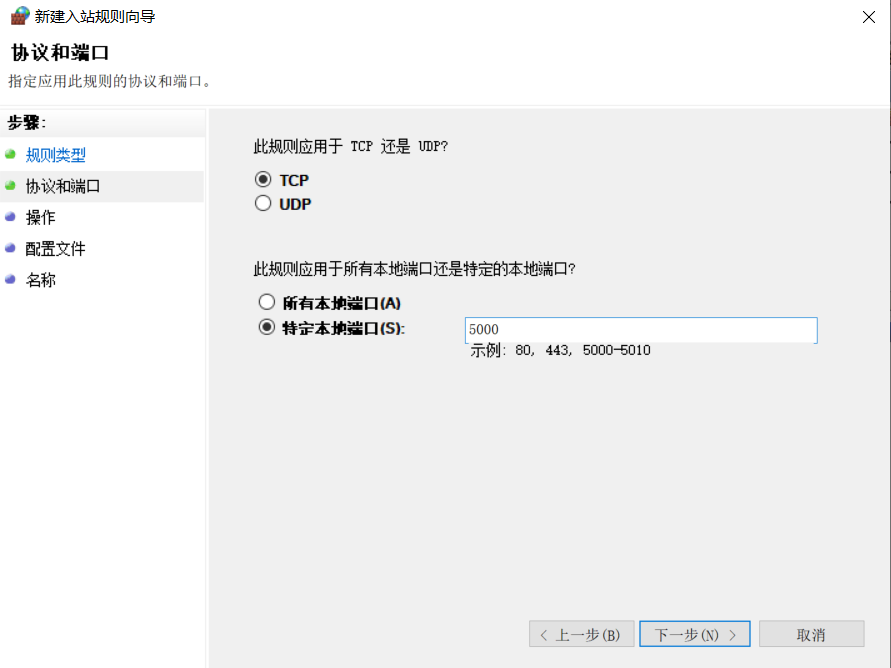 新建入站规则向导
协议和端口
指定应用此规则的协议和端口。
步骤:
规则类型
协议和端口
操作
配置文件
名称
此规则应用于 TCP 还是 UDP?
TCP
UDP
此规则应用于所有本地端口还是特定的本地端口?
所有本地端口(A)
特定本地端口(S): 5000
示例: 80, 443, 5000-5010
< 上一步(B) 下一步(N) > 取消